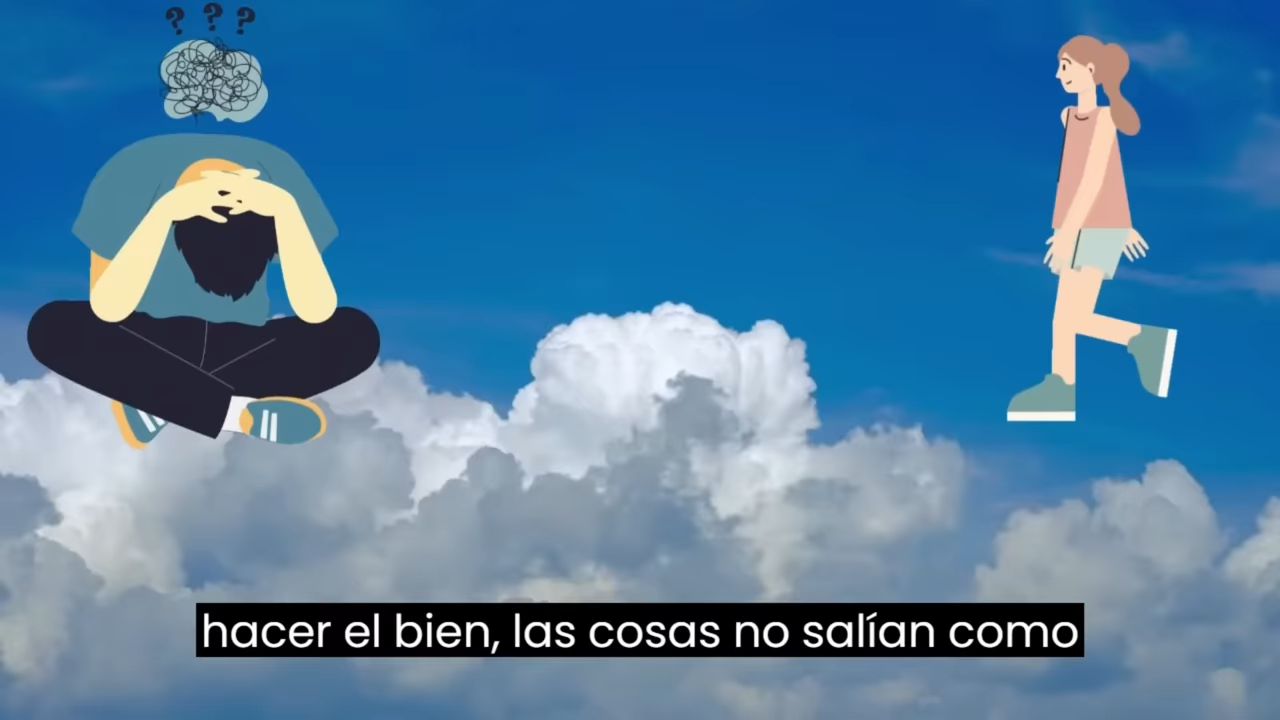 ? ? ?
hacer el bien, las cosas no salían como